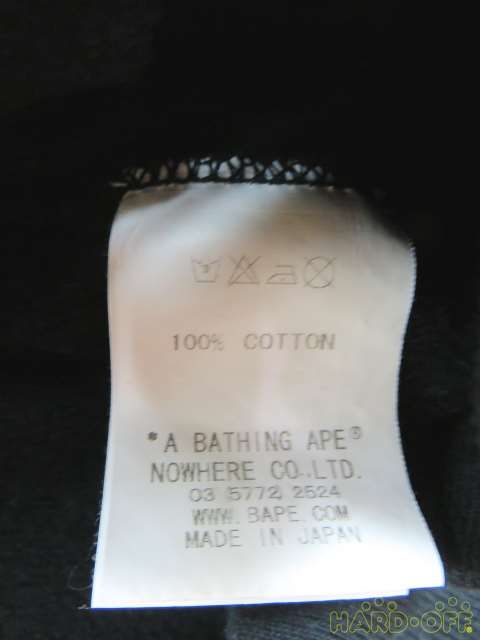 100% COTTON
*A BATHING APE®
NOWHERE CO.,LTD.
03 5772 2524
WWW.BAPE.COM
MADE IN JAPAN
HARD·OFF